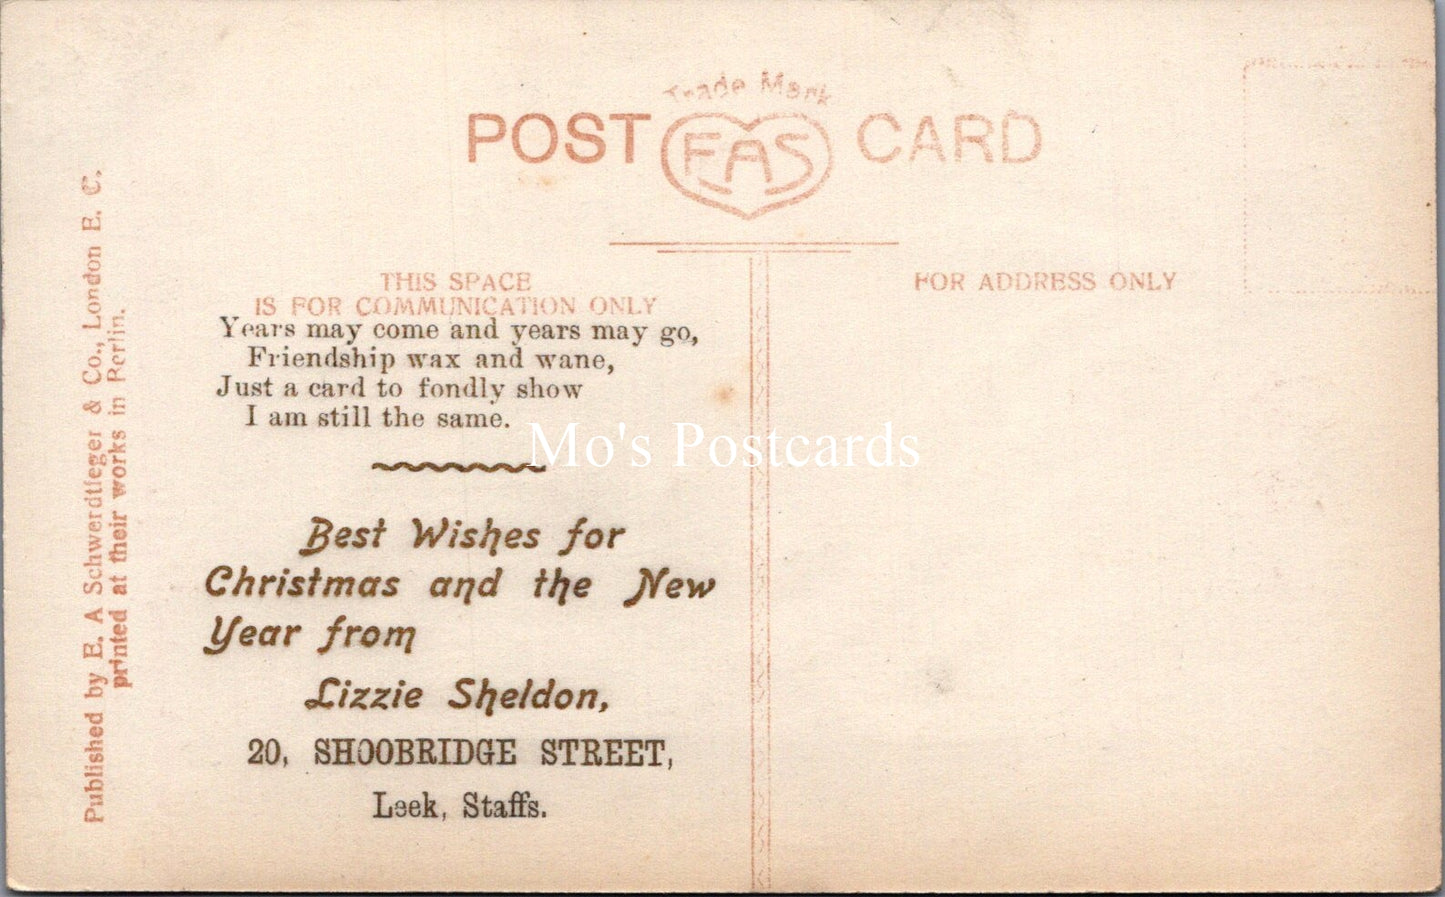 Trade Mark
POST EAS CARD
THIS SPACE
IS FOR COMMUNICATION ONLY
FOR ADDRESS ONLY
Years may come and years may go,
Friendship wax and wane,
Just a card to fondly show
I am still the same.
Mo's Postcards
Best Wishes for
Christmas and the New
Year from
Lizzie Sheldon,
20, SHOOBRIDGE STREET,
Leek, Staffs.
Published by E. A Schwerdtfeger & Co., London E. C.
printed at their works in Berlin.